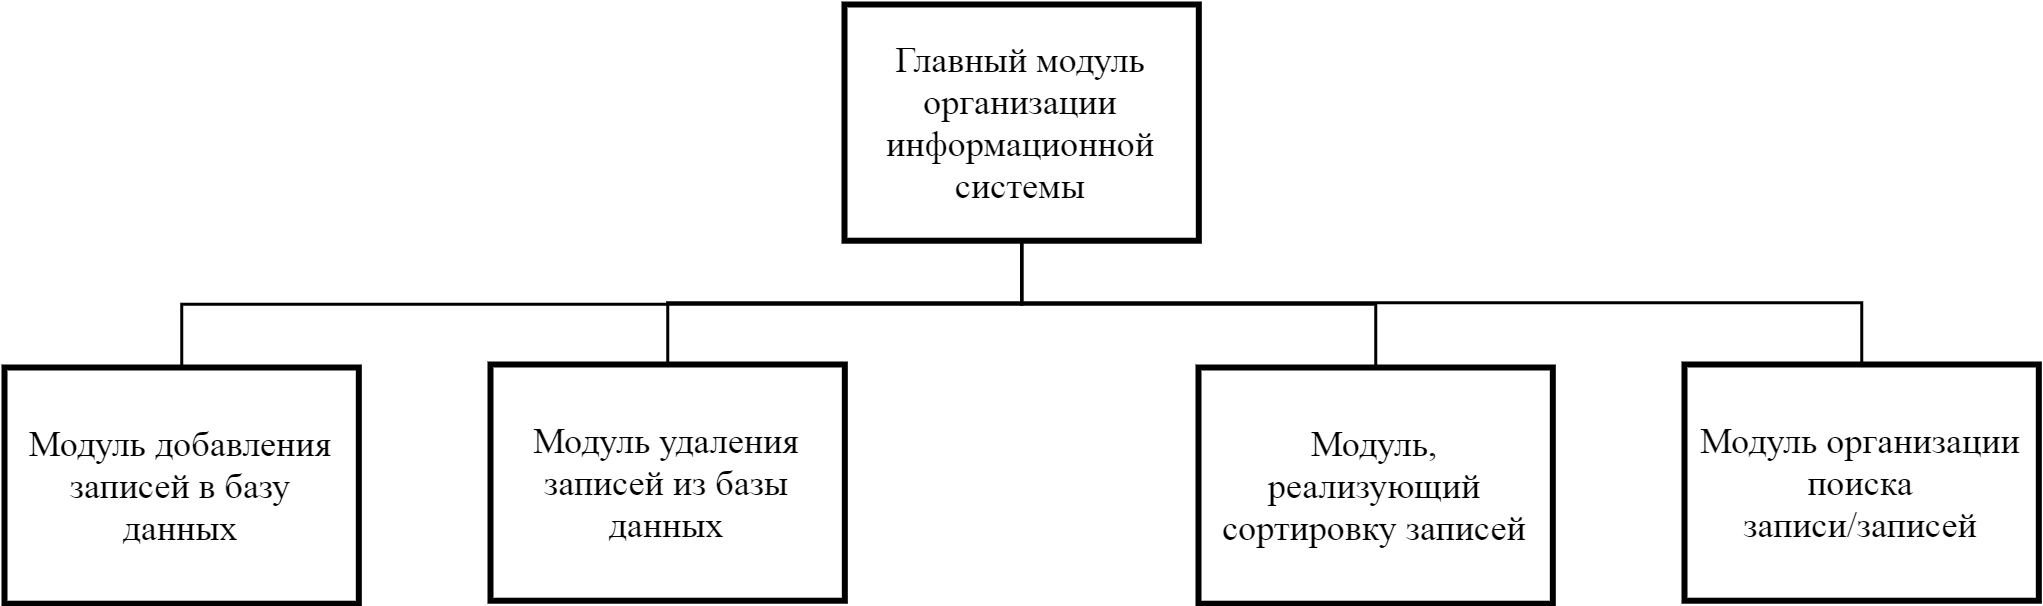 Главный модуль
организации
информационной
системы
Модуль добавления
записей в базу
данных
Модуль удаления
записей из базы
данных
Модуль,
реализующий
сортировку записей
Модуль организации
поиска
записи/записей